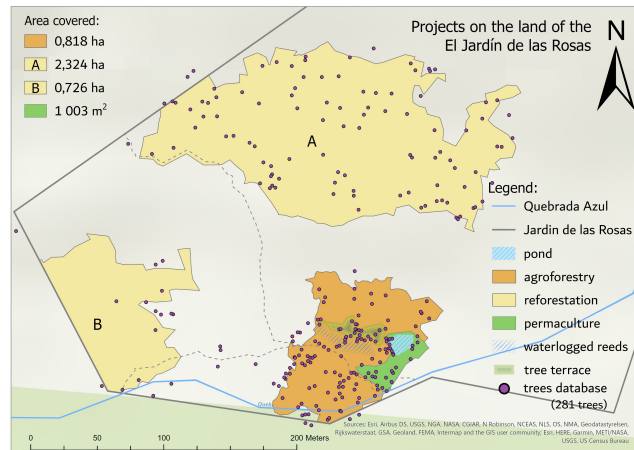 Area covered:
0,818 ha
A 2,324 ha
B 0,726 ha
1 003 m²
Projects on the land of the
El Jardín de las Rosas
N
A
B
Legend:
Quebrada Azul
Jardin de las Rosas
pond
agroforestry
reforestation
permaculture
waterlogged reeds
tree terrace
trees database
(281 trees)
0 50 100 200 Meters
Sources: Esri, Airbus DS, USGS, NGA, NASA, CGIAR, N Robinson, NCEAS, NLS, OS, NMA, Geodatastyrelsen,
Rijkswaterstaat, GSA, Geoland, FEMA, Intermap and the GIS user community; Esri, HERE, Garmin, METI/NASA,
USGS, US Census Bureau